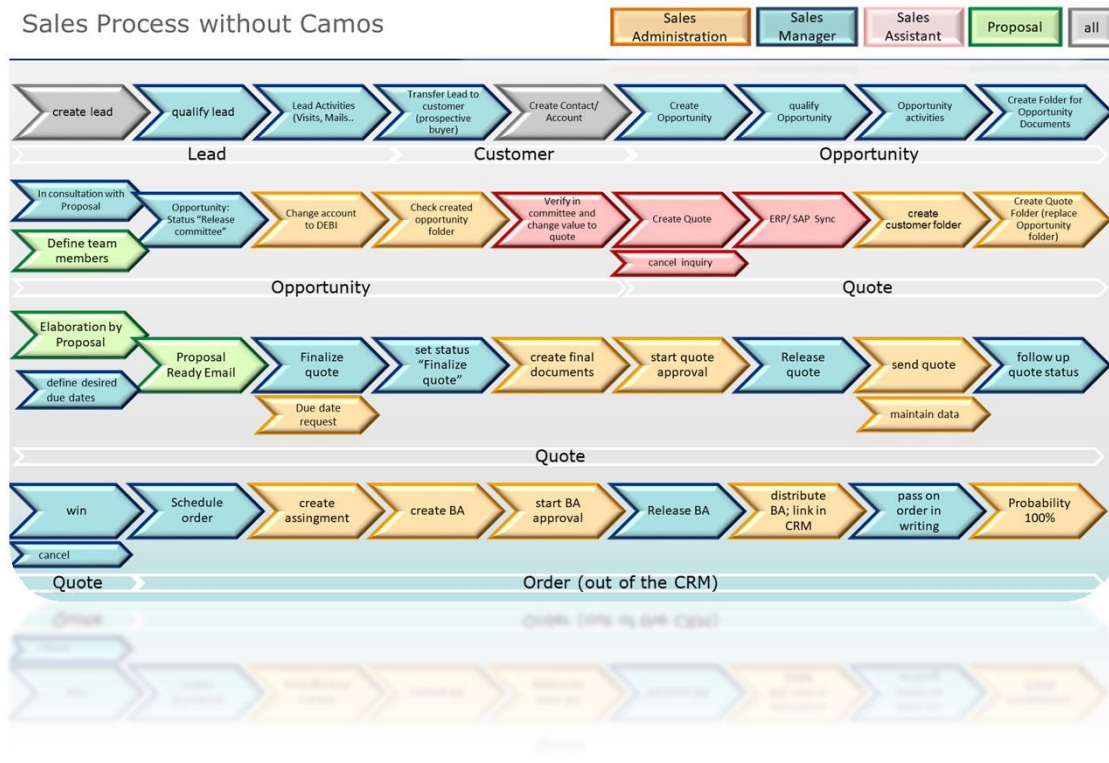 Sales Process without Camos
Sales
Administration
Sales
Manager
Sales
Assistant
Proposal
all
create lead
qualify lead
Lead Activities
(Visits, Mails..
Transfer Lead to
customer
(prospective
buyer)
Create Contact/
Account
Create
Opportunity
qualify
Opportunity
Opportunity
activities
Create Folder for
Opportunity
Documents
Lead
Customer
Opportunity
In consultation with
Proposal
Define team
members
Opportunity:
Status “Release
committee”
Change account
to DEBI
Check created
opportunity
folder
Verify in
committee and
change value to
quote
Create Quote
cancel inquiry
ERP/ SAP Sync
create
customer folder
Create Quote
Folder (replace
Opportunity folder)
Opportunity
Quote
Elaboration by
Proposal
define desired
due dates
Proposal
Ready Email
Finalize
quote
Due date
request
set status
“Finalize
quote”
create final
documents
start quote
approval
Release
quote
send quote
maintain data
follow up
quote status
Quote
win
cancel
Schedule
order
create
assingment
create BA
start BA
approval
Release BA
distribute
BA; link in
CRM
pass on
order in
writing
Probability
100%
Quote
Order (out of the CRM)